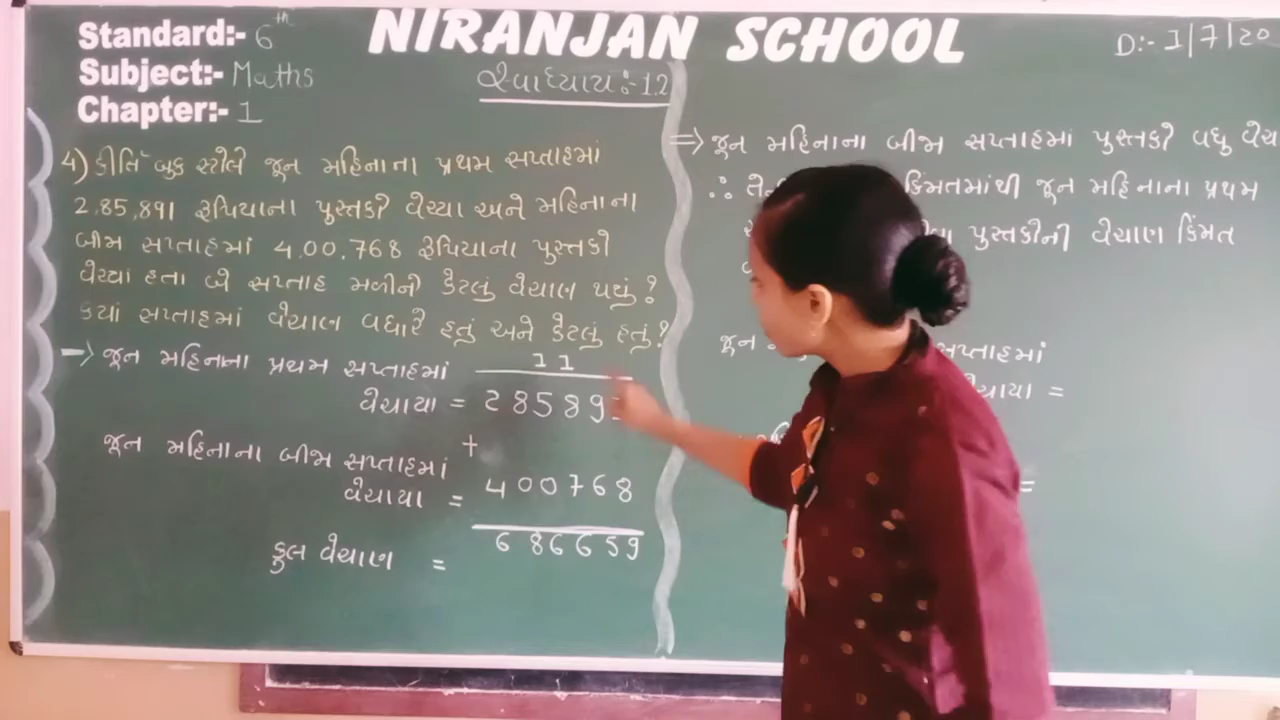 Standard:- 6th
Subject:- Maths
Chapter:- 1
NIRANJAN SCHOOL
D:- 1/7/20
સ્વાધ્યાય:-1.2
4) કીર્તિ બુક સ્ટોલે જૂન મહિનાના પ્રથમ સપ્તાહમાં
2,85,891 રૂપિયાના પુસ્તકો વેચ્યા અને મહિનાના
બીજા સપ્તાહમાં 4,00,768 રૂપિયાના પુસ્તકો
વેચ્યાં હતા બે સપ્તાહ મળીને કેટલું વેચાણ થયું?
કયાં સપ્તાહમાં વેચાણ વધારે હતું અને કેટલું હતું?
→ જૂન મહિનાના પ્રથમ સપ્તાહમાં 1 1
વેચાયા = 28589
+
જૂન મહિનાના બીજા સપ્તાહમાં
વેચાયા = 400768
કુલ વેચાણ = 686659
⇒ જૂન મહિનાના બીજા સપ્તાહમાં પુસ્તકો વધુ વેચા
∴ કિંમતમાંથી જૂન મહિનાના પ્રથમ
પુસ્તકોની વેચાણ કિંમત
જૂન સપ્તાહમાં
=
=